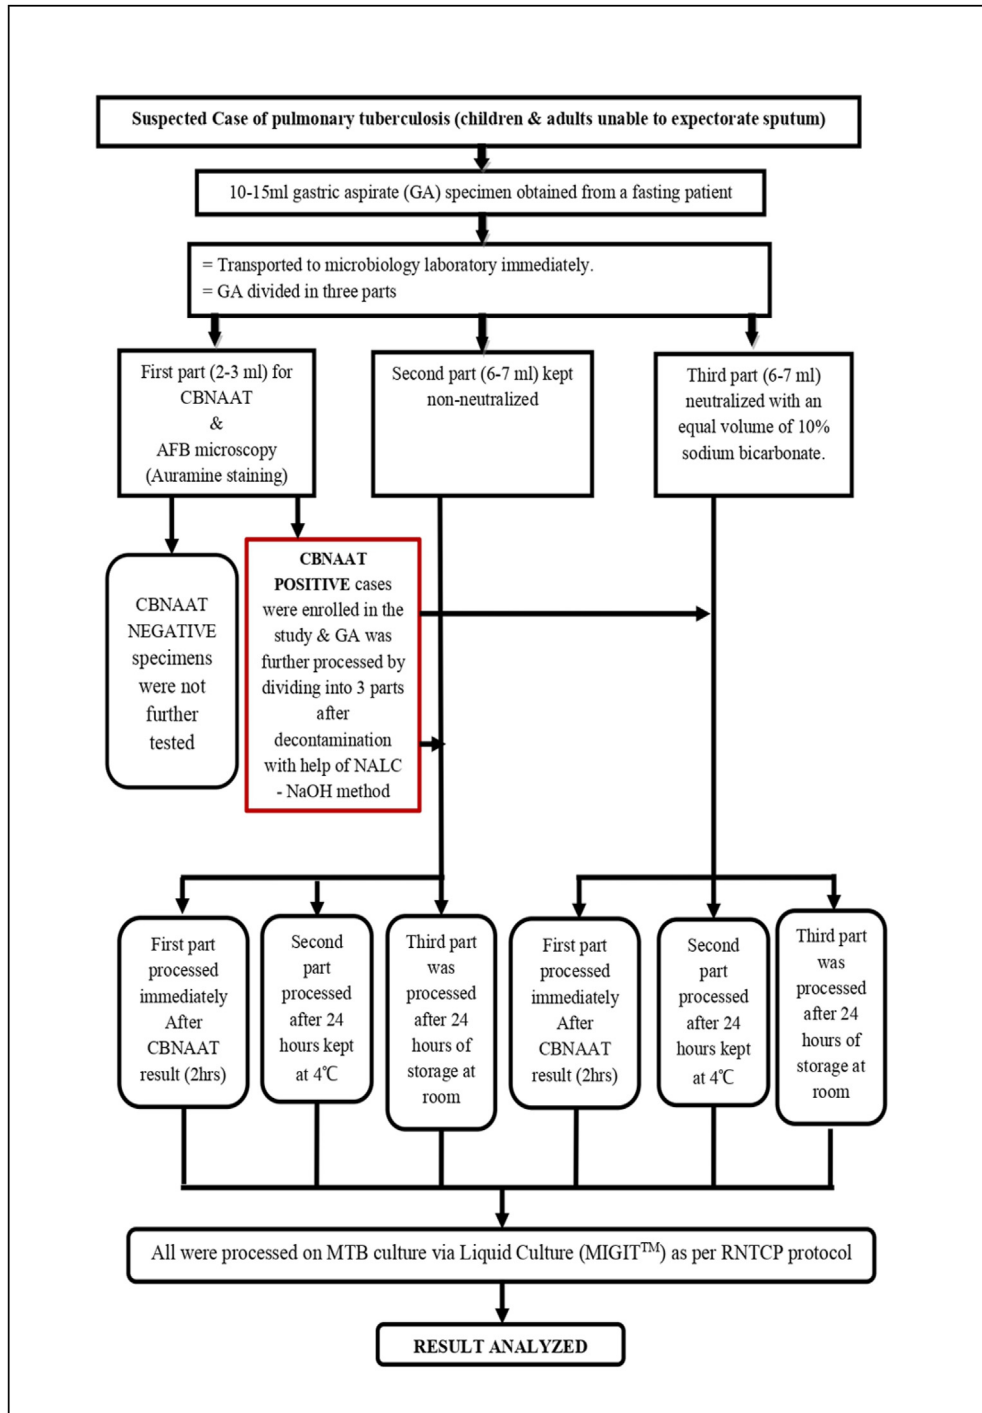 Suspected Case of pulmonary tuberculosis (children & adults unable to expectorate sputum)
10-15ml gastric aspirate (GA) specimen obtained from a fasting patient
= Transported to microbiology laboratory immediately.
= GA divided in three parts
First part (2-3 ml) for
CBNAAT
&
AFB microscopy
(Auramine staining)
Second part (6-7 ml) kept
non-neutralized
Third part (6-7 ml)
neutralized with an
equal volume of 10%
sodium bicarbonate.
CBNAAT
NEGATIVE
specimens
were not
further
tested
CBNAAT
POSITIVE cases
were enrolled in the
study & GA was
further processed by
dividing into 3 parts
after
decontamination
with help of NALC
- NaOH method
First part
processed
immediately
After
CBNAAT
result (2hrs)
Second
part
processed
after 24
hours kept
at 4℃
Third part
was
processed
after 24
hours of
storage at
room
First part
processed
immediately
After
CBNAAT
result (2hrs)
Second
part
processed
after 24
hours kept
at 4℃
Third part
was
processed
after 24
hours of
storage at
room
All were processed on MTB culture via Liquid Culture (MIGIT™) as per RNTCP protocol
RESULT ANALYZED